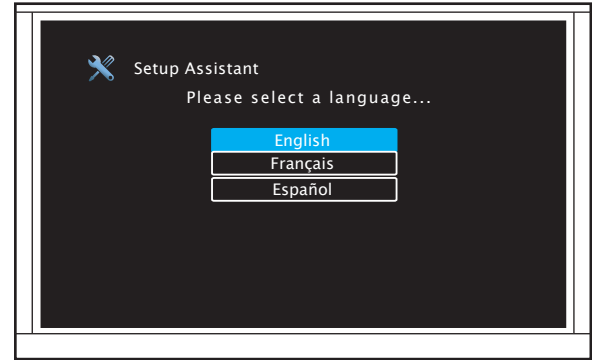 Setup Assistant
Please select a language...
English
Français
Español